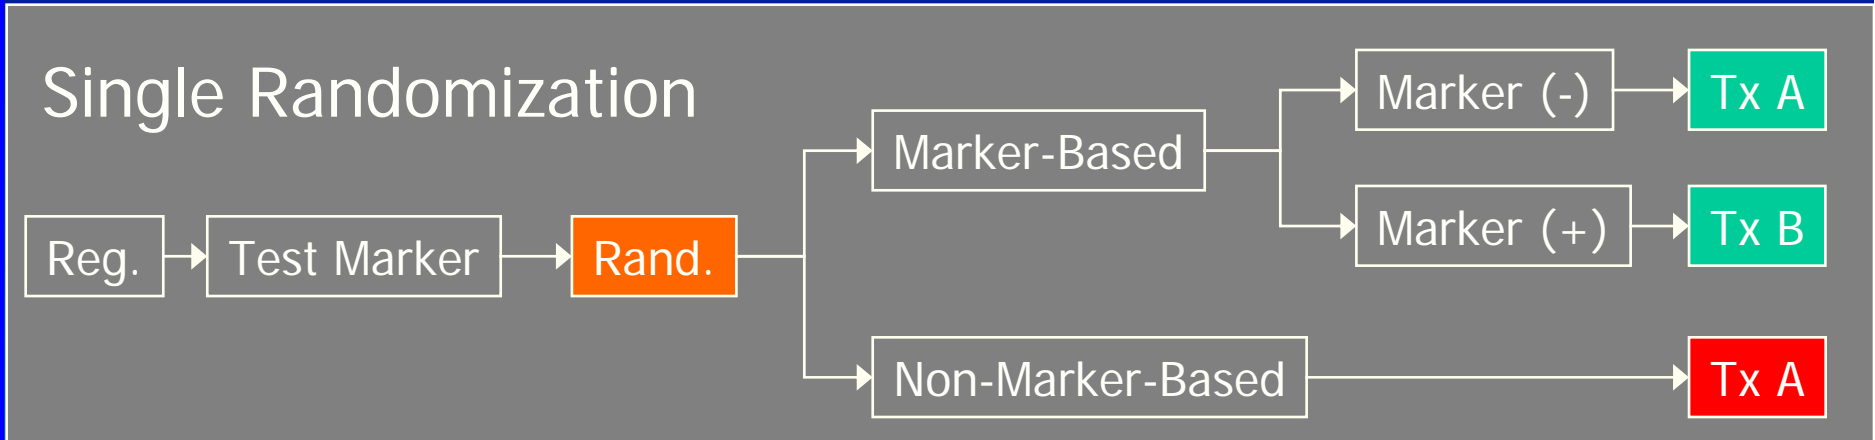 Single Randomization
Reg.
Test Marker
Rand.
Marker-Based
Marker (-)
Tx A
Marker (+)
Tx B
Non-Marker-Based
Tx A